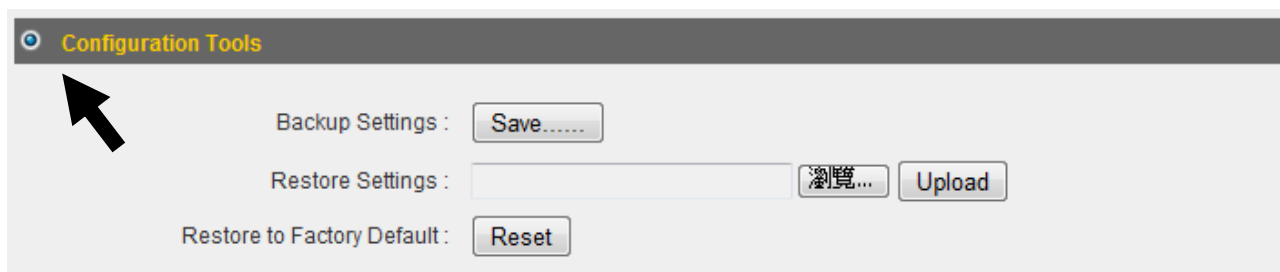 Configuration Tools
Backup Settings : Save......
Restore Settings : 瀏覽... Upload
Restore to Factory Default : Reset